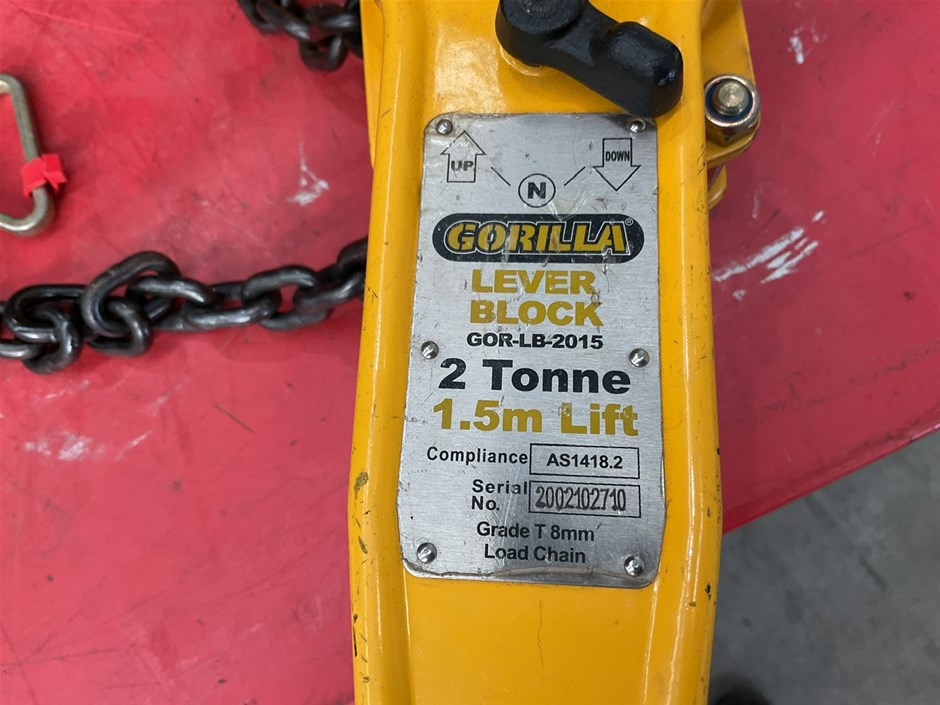 UP
DOWN
N
GORILLA®
LEVER
BLOCK
GOR-LB-2015
2 Tonne
1.5m Lift
Compliance AS1418.2
Serial No. 2002102710
Grade T 8mm
Load Chain